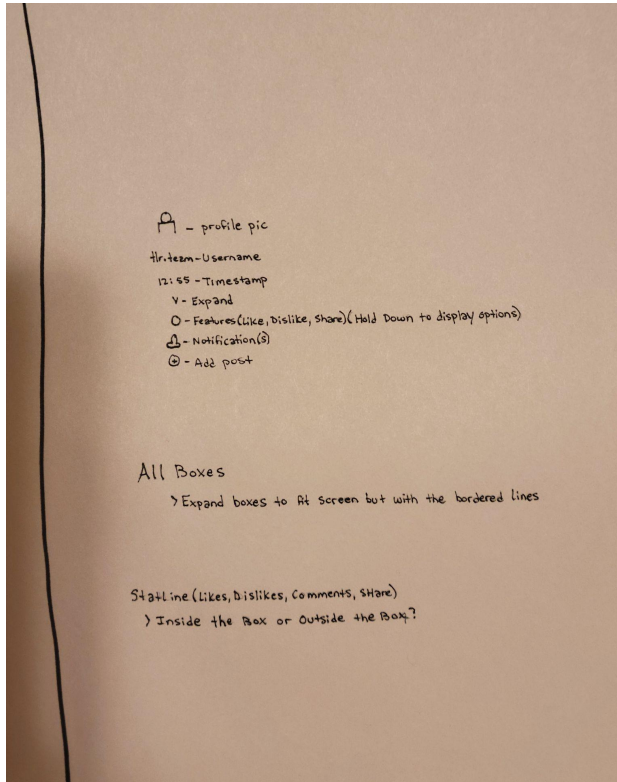 - profile pic
tlr.team-Username
12:55 -Timestamp
V- Expand
O-Features(Like, Dislike, Share)(Hold Down to display options)
-Notification(s)
⊕ - Add post
All Boxes
>Expand boxes to fit screen but with the bordered lines
Statline(Likes, Dislikes, Comments, SHare)
> Inside the Box or Outside the Box?